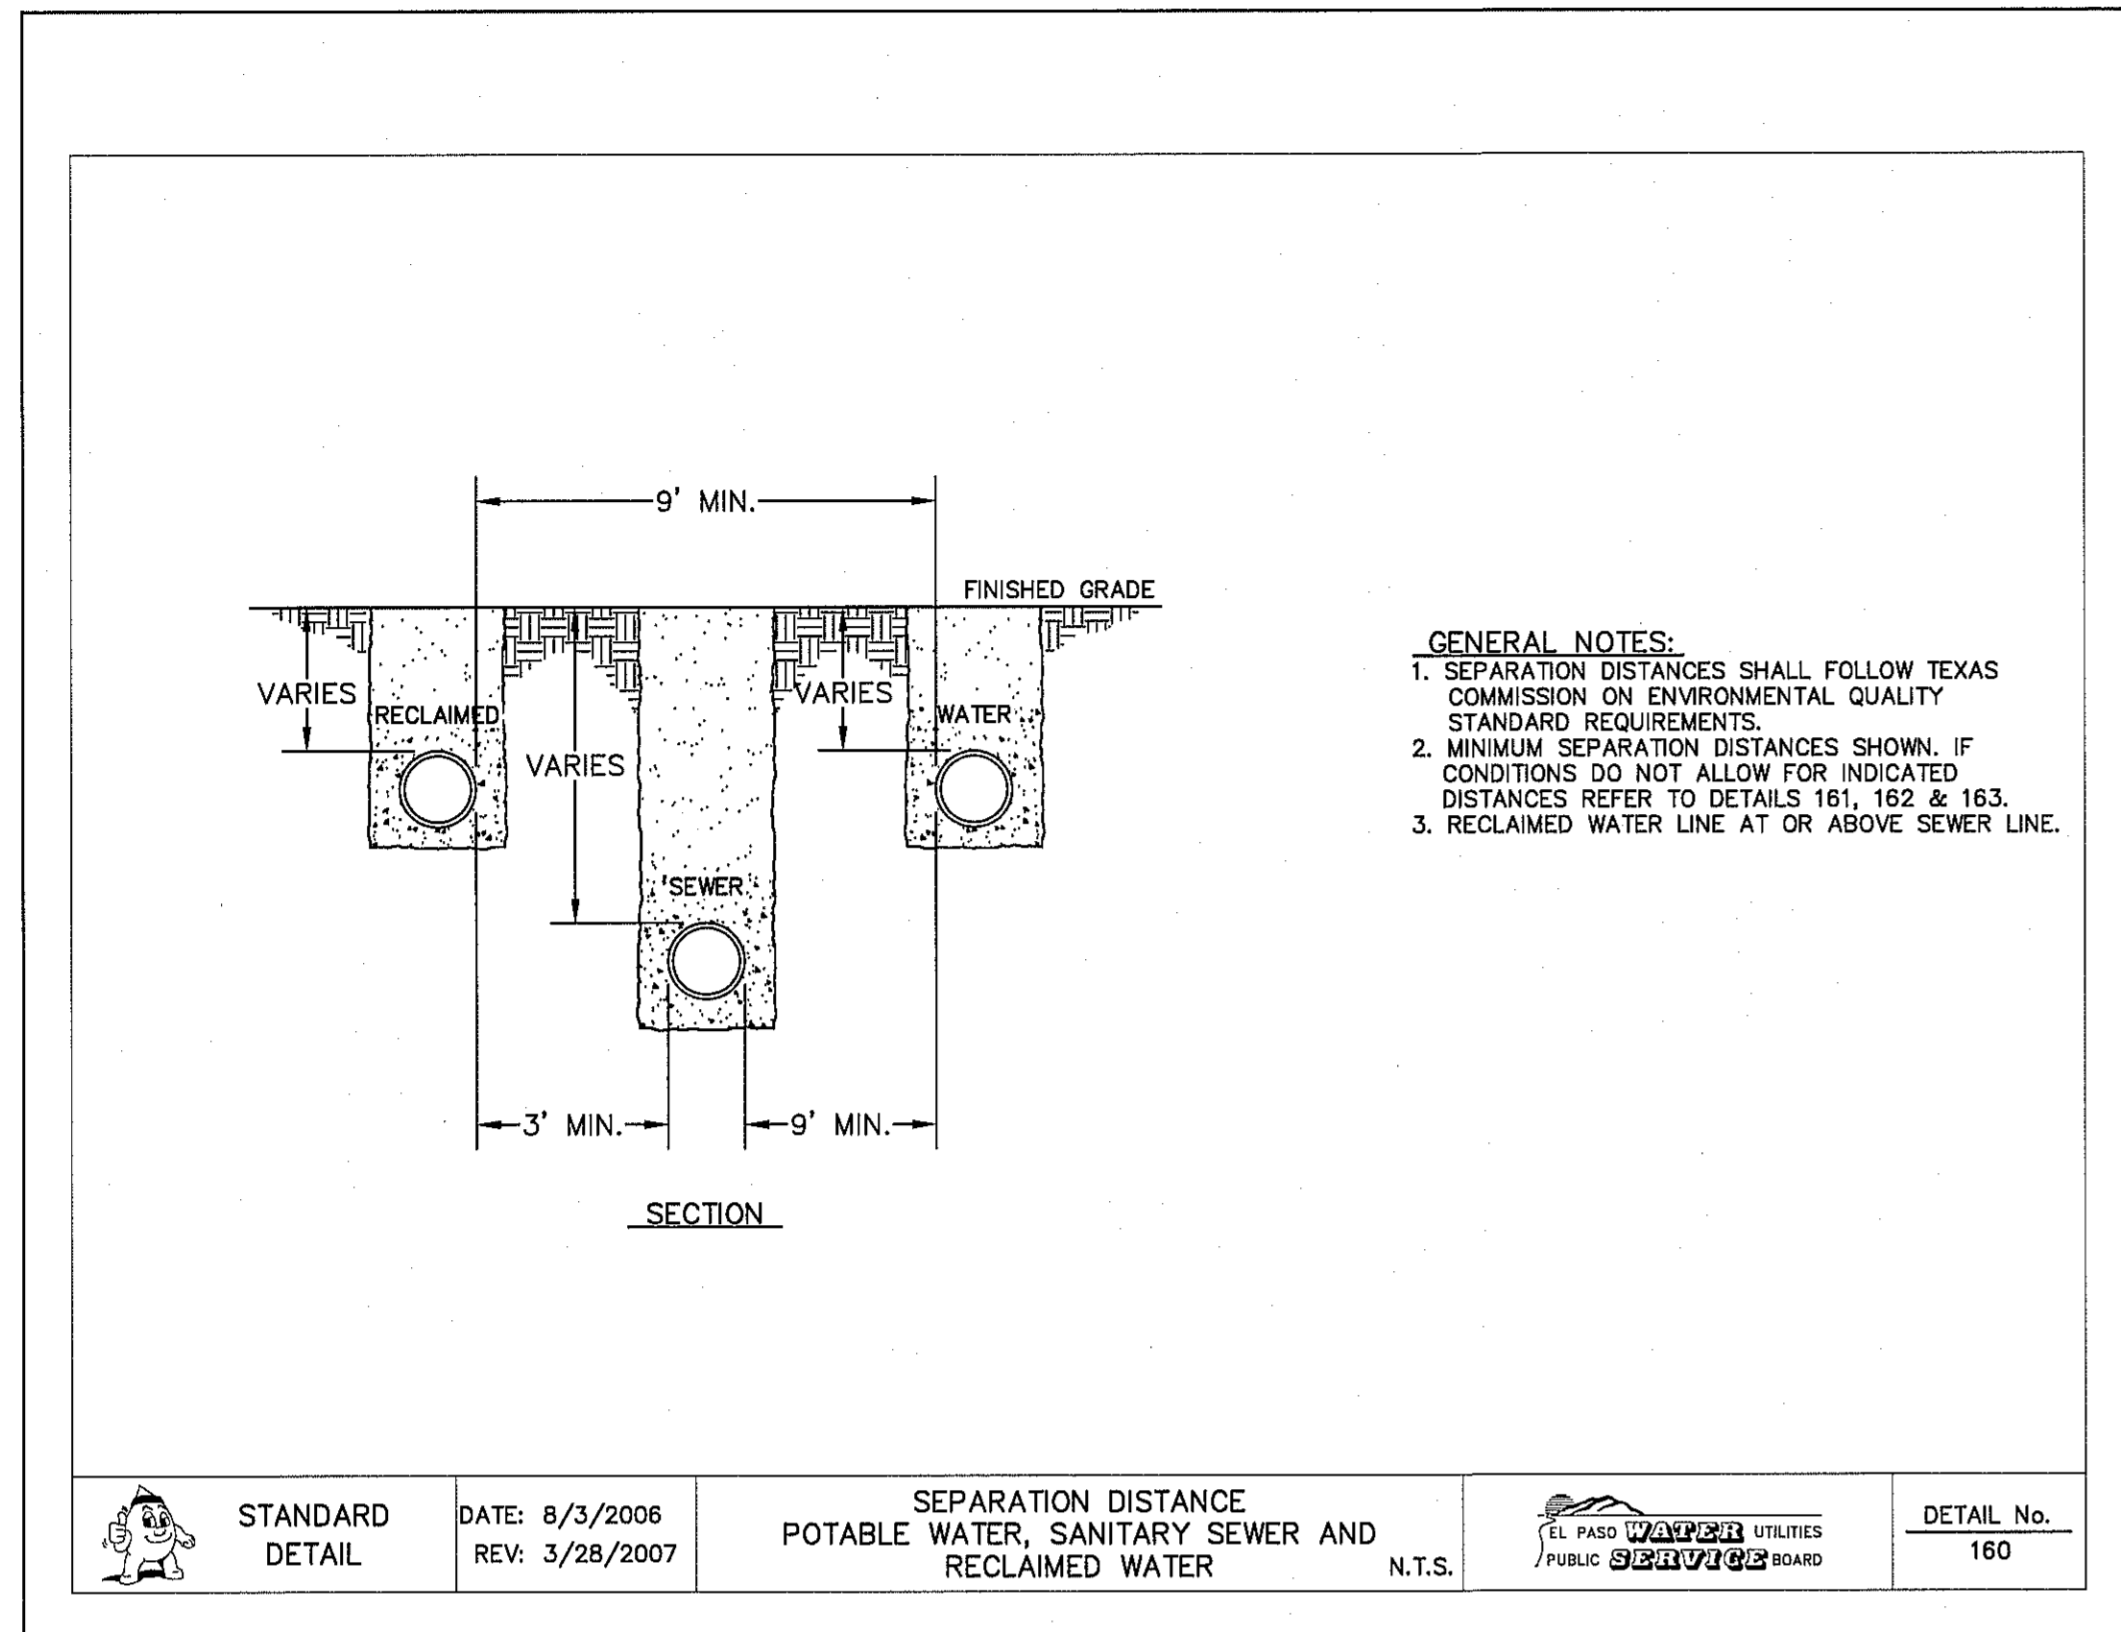 9' MIN.
FINISHED GRADE
VARIES
RECLAIMED
VARIES
SEWER
VARIES
WATER
3' MIN.
9' MIN.
SECTION
GENERAL NOTES:
1. SEPARATION DISTANCES SHALL FOLLOW TEXAS
COMMISSION ON ENVIRONMENTAL QUALITY
STANDARD REQUIREMENTS.
2. MINIMUM SEPARATION DISTANCES SHOWN. IF
CONDITIONS DO NOT ALLOW FOR INDICATED
DISTANCES REFER TO DETAILS 161, 162 & 163.
3. RECLAIMED WATER LINE AT OR ABOVE SEWER LINE.
STANDARD
DETAIL
DATE: 8/3/2006
REV: 3/28/2007
SEPARATION DISTANCE
POTABLE WATER, SANITARY SEWER AND
RECLAIMED WATER
N.T.S.
EL PASO WATER UTILITIES
PUBLIC SERVICE BOARD
DETAIL No.
160